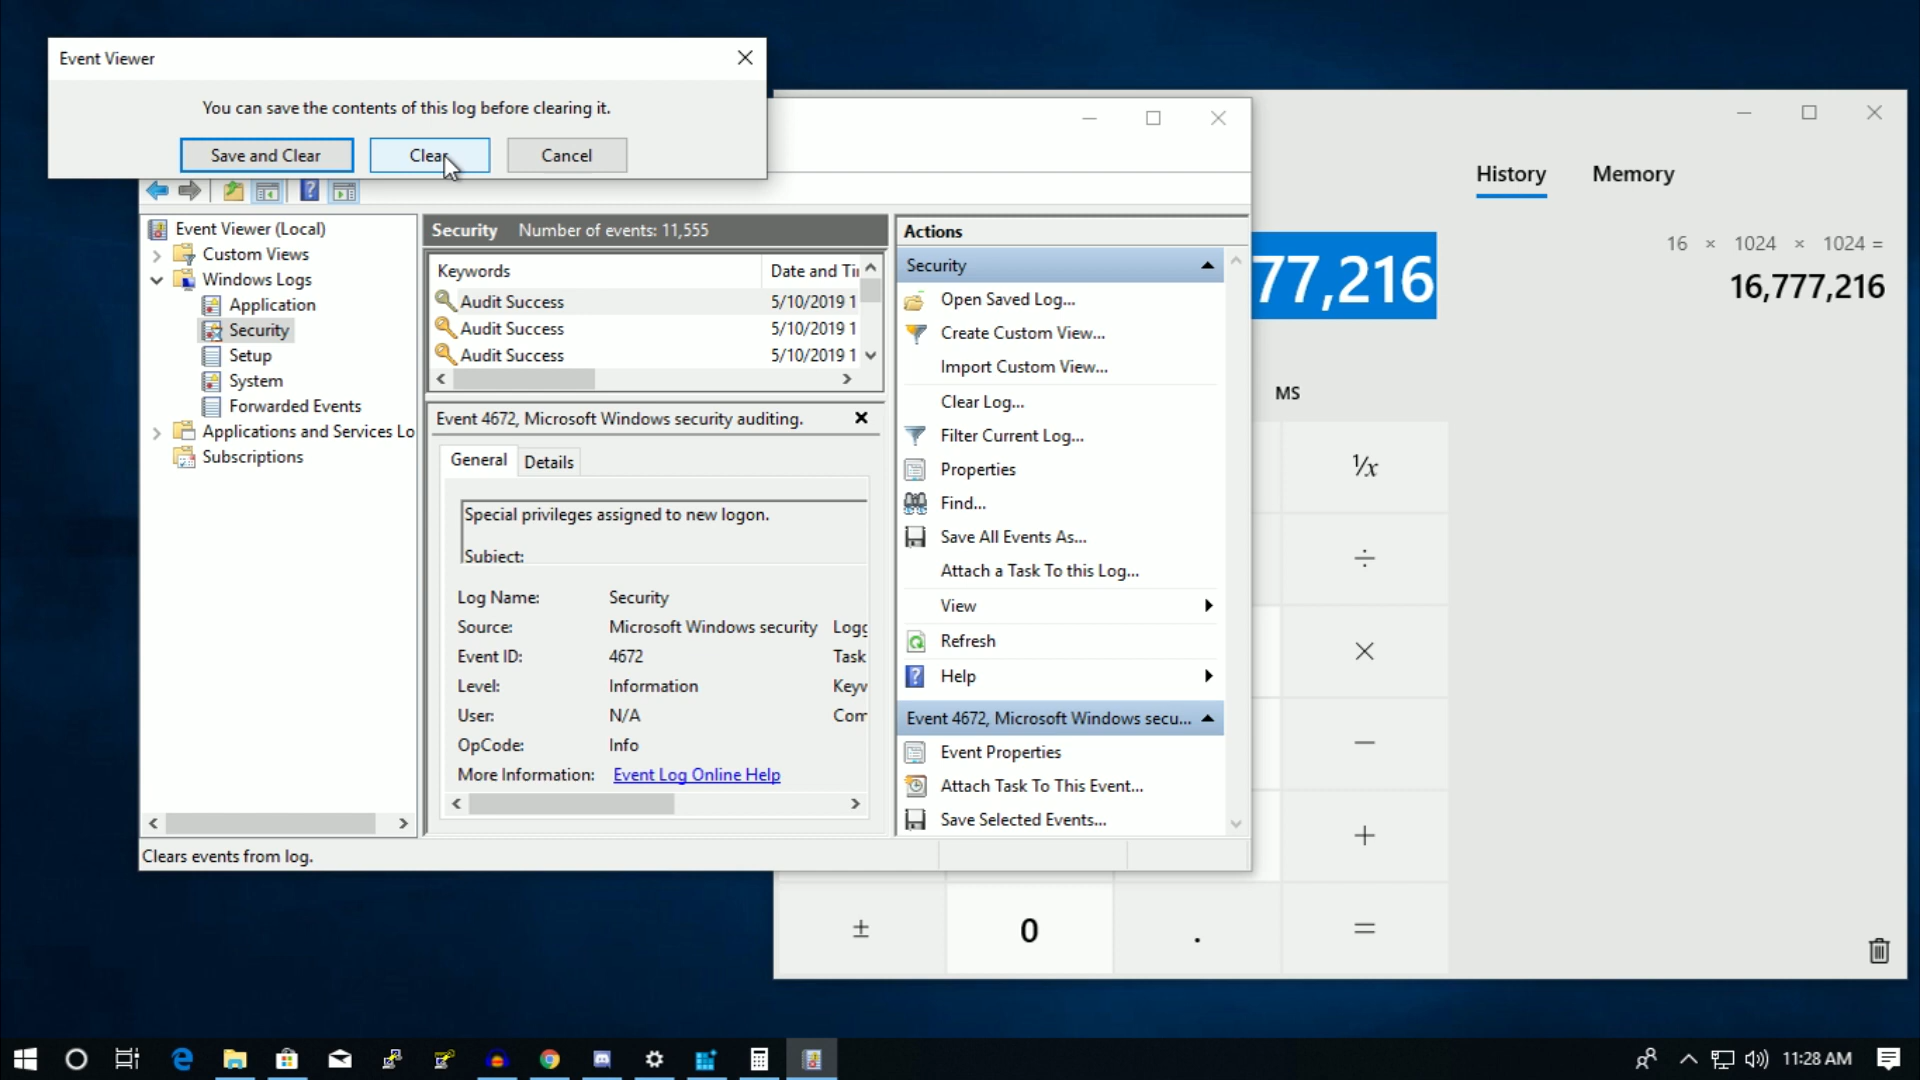 Event Viewer
You can save the contents of this log before clearing it.
Save and Clear
Clear
Cancel
Event Viewer (Local)
Custom Views
Windows Logs
Application
Security
Setup
System
Forwarded Events
Applications and Services Lo
Subscriptions
Security Number of events: 11,555
Keywords Date and Ti
Audit Success 5/10/2019 1
Audit Success 5/10/2019 1
Audit Success 5/10/2019 1
Event 4672, Microsoft Windows security auditing.
General Details
Special privileges assigned to new logon.
Subject:
Log Name: Security
Source: Microsoft Windows security Logg
Event ID: 4672 Task
Level: Information Keyw
User: N/A Com
OpCode: Info
More Information: Event Log Online Help
Actions
Security
Open Saved Log...
Create Custom View...
Import Custom View...
Clear Log...
Filter Current Log...
Properties
Find...
Save All Events As...
Attach a Task To this Log...
View
Refresh
Help
Event 4672, Microsoft Windows secu...
Event Properties
Attach Task To This Event...
Save Selected Events...
Clears events from log.
History Memory
16 × 1024 × 1024 =
16,777,216
77,216
MS
¹/x
÷
×
−
+
± 0 . =
11:28 AM